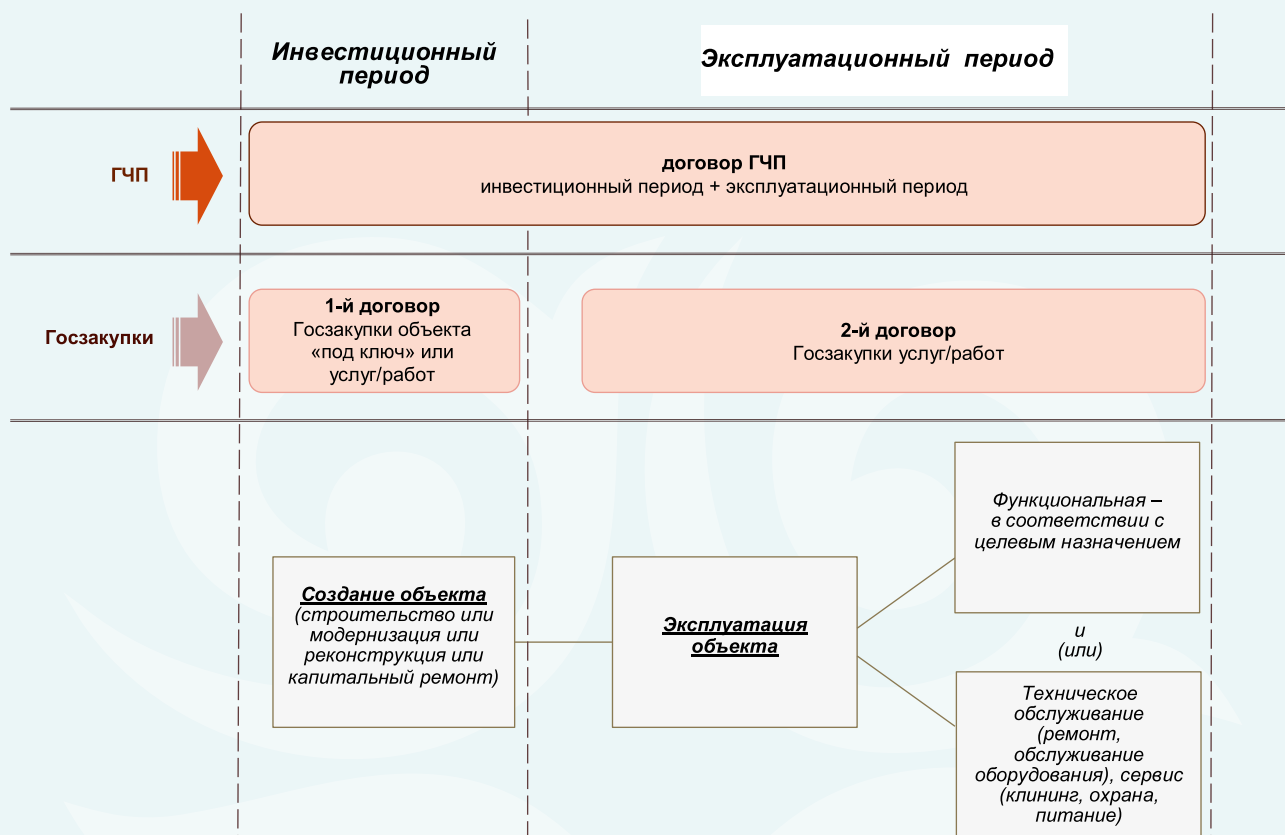 Инвестиционный
период
Эксплуатационный период
ГЧП
договор ГЧП
инвестиционный период + эксплуатационный период
Госзакупки
1-й договор
Госзакупки объекта
«под ключ» или
услуг/работ
2-й договор
Госзакупки услуг/работ
Создание объекта
(строительство или
модернизация или
реконструкция или
капитальный ремонт)
Эксплуатация
объекта
Функциональная –
в соответствии с
целевым назначением
и
(или)
Техническое
обслуживание
(ремонт,
обслуживание
оборудования), сервис
(клининг, охрана,
питание)